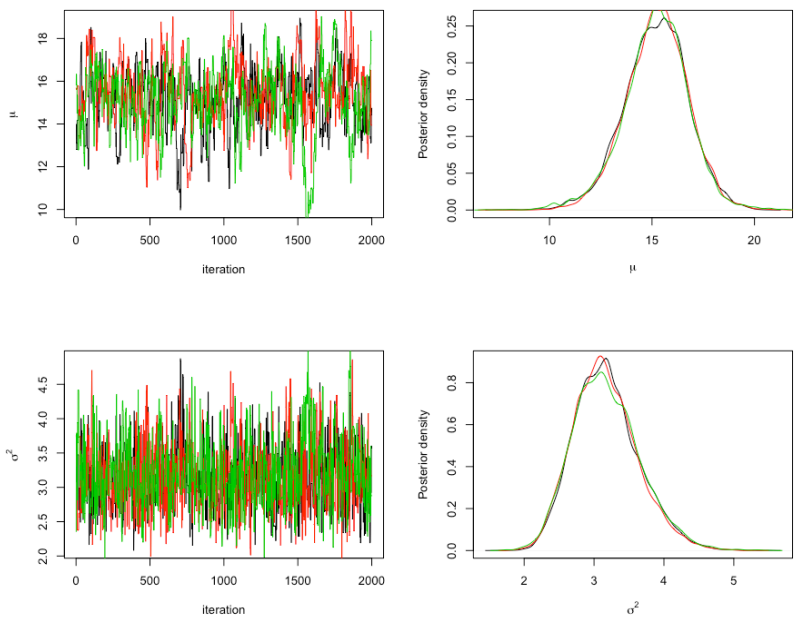 μ
10 12 14 16 18
0 500 1000 1500 2000
iteration
Posterior density
0.00 0.05 0.10 0.15 0.20 0.25
10 15 20
μ
σ²
2.0 2.5 3.0 3.5 4.0 4.5
0 500 1000 1500 2000
iteration
Posterior density
0.0 0.2 0.4 0.6 0.8
2 3 4 5
σ²